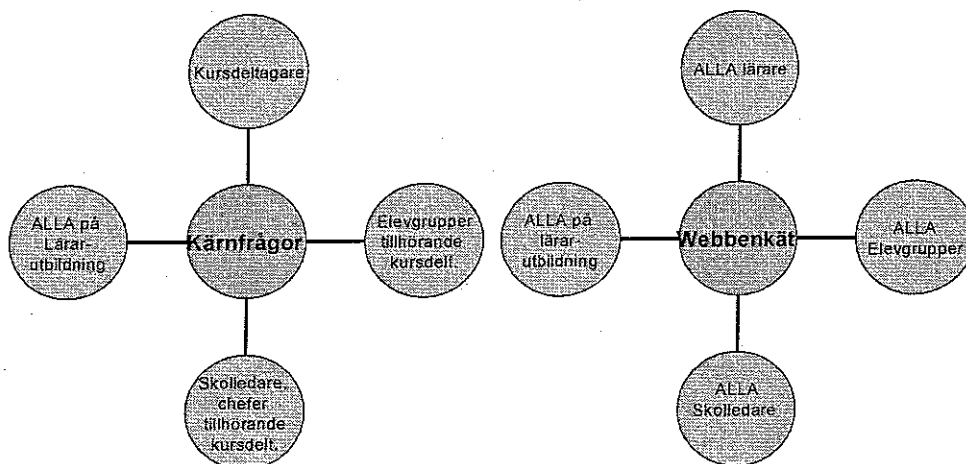 Kursdeltagare
ALLA på
Lärar-
utbildning
Kärnfrågor
Elevgrupper
tillhörande
kursdelt.
Skolledare,
chefer
tillhörande
kursdelt.
ALLA lärare
ALLA på
lärar-
utbildning
Webbenkät
ALLA
Elevgrupper
ALLA
Skolledare